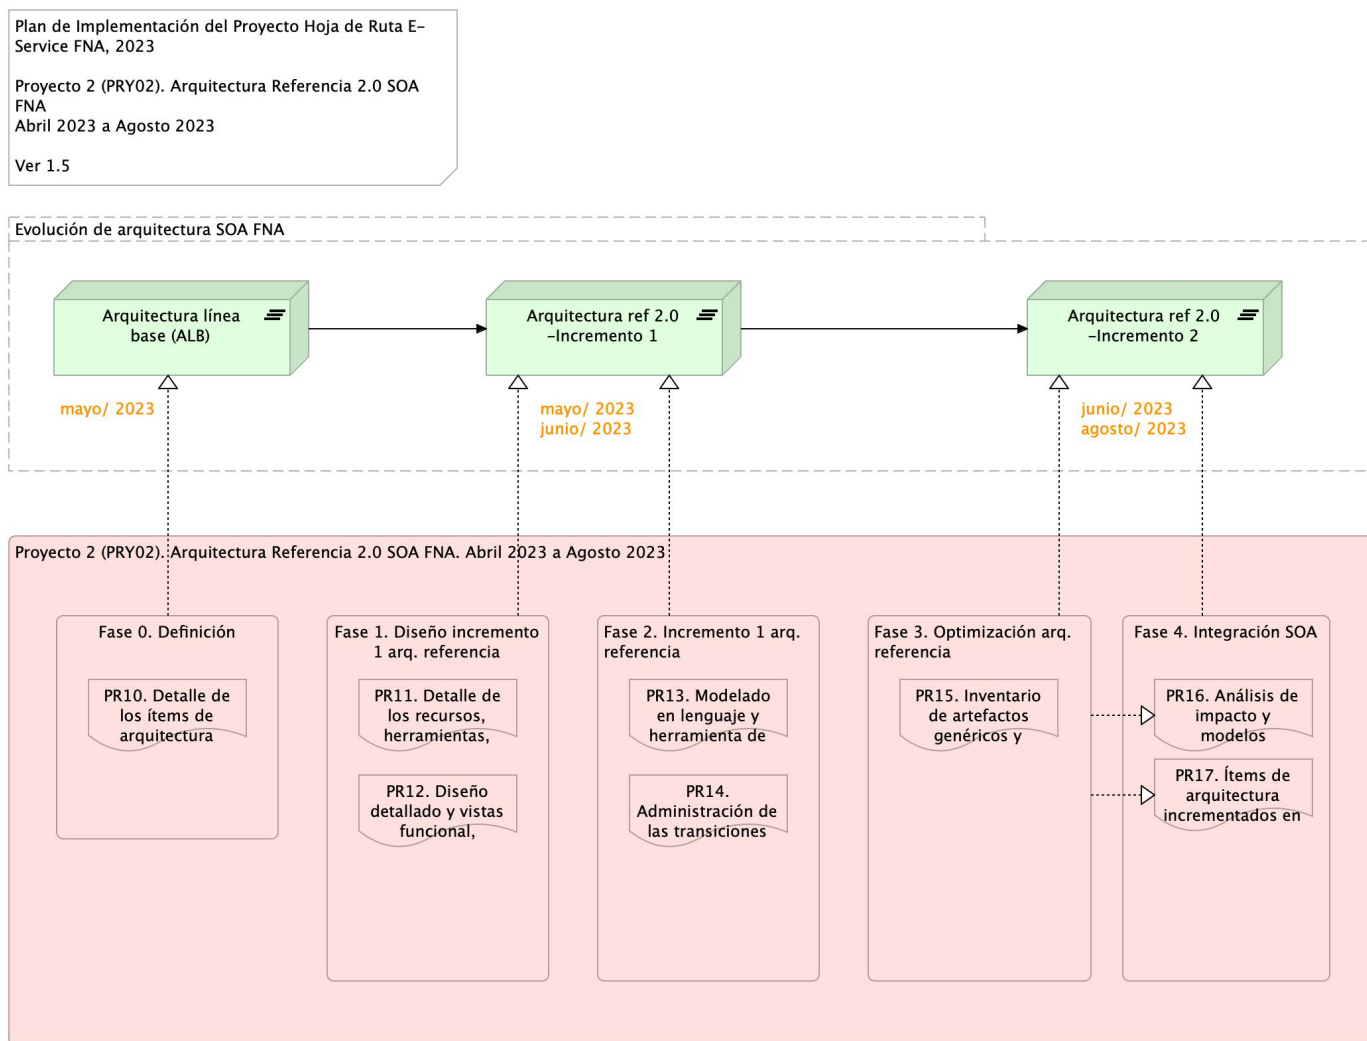 Plan de Implementación del Proyecto Hoja de Ruta E-
Service FNA, 2023
Proyecto 2 (PRY02). Arquitectura Referencia 2.0 SOA
FNA
Abril 2023 a Agosto 2023
Ver 1.5
Evolución de arquitectura SOA FNA
Arquitectura línea
base (ALB)
Arquitectura ref 2.0
-Incremento 1
Arquitectura ref 2.0
-Incremento 2
mayo/ 2023
mayo/ 2023
junio/ 2023
junio/ 2023
agosto/ 2023
Proyecto 2 (PRY02). Arquitectura Referencia 2.0 SOA FNA. Abril 2023 a Agosto 2023
Fase 0. Definición
PR10. Detalle de
los ítems de
arquitectura
Fase 1. Diseño incremento
1 arq. referencia
PR11. Detalle de
los recursos,
herramientas,
PR12. Diseño
detallado y vistas
funcional,
Fase 2. Incremento 1 arq.
referencia
PR13. Modelado
en lenguaje y
herramienta de
PR14.
Administración de
las transiciones
Fase 3. Optimización arq.
referencia
PR15. Inventario
de artefactos
genéricos y
Fase 4. Integración SOA
PR16. Análisis de
impacto y
modelos
PR17. Ítems de
arquitectura
incrementados en